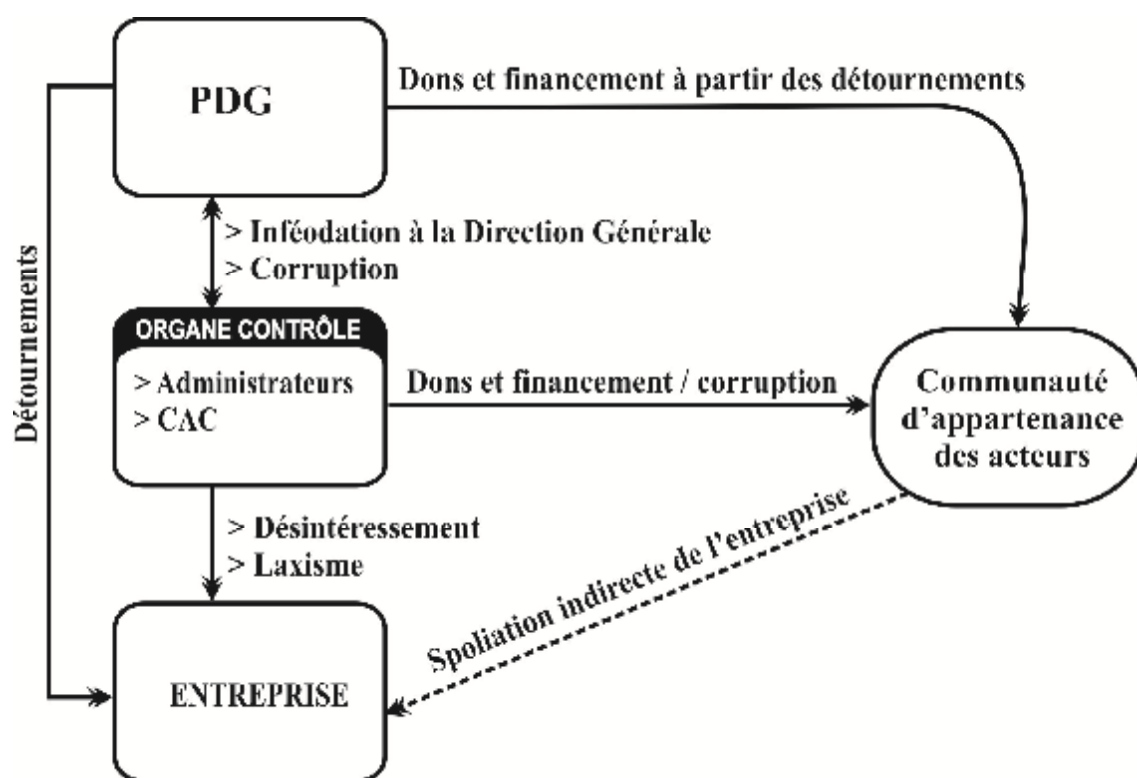 PDG
Dons et financement à partir des détournements
> Inféodation à la Direction Générale
> Corruption
Détournements
ORGANE CONTRÔLE
> Administrateurs
> CAC
Dons et financement / corruption
Communauté
d'appartenance
des acteurs
> Désintéressement
> Laxisme
Spoliation indirecte de l'entreprise
ENTREPRISE